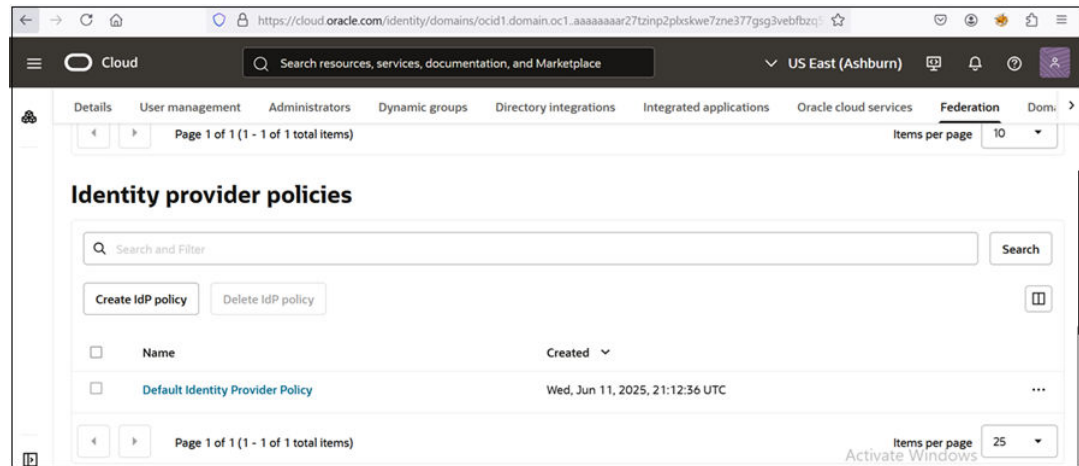 https://cloud.oracle.com/identity/domains/ocid1.domain.oc1..aaaaaaaar27tzinp2plxskwe7zne377gsg3vebfbzq5
Cloud
Search resources, services, documentation, and Marketplace
US East (Ashburn)
Details User management Administrators Dynamic groups Directory integrations Integrated applications Oracle cloud services Federation Doma
Page 1 of 1 (1 - 1 of 1 total items) Items per page 10
Identity provider policies
Search and Filter Search
Create IdP policy Delete IdP policy
Name Created
Default Identity Provider Policy Wed, Jun 11, 2025, 21:12:36 UTC
Page 1 of 1 (1 - 1 of 1 total items) Items per page 25
Activate Windows